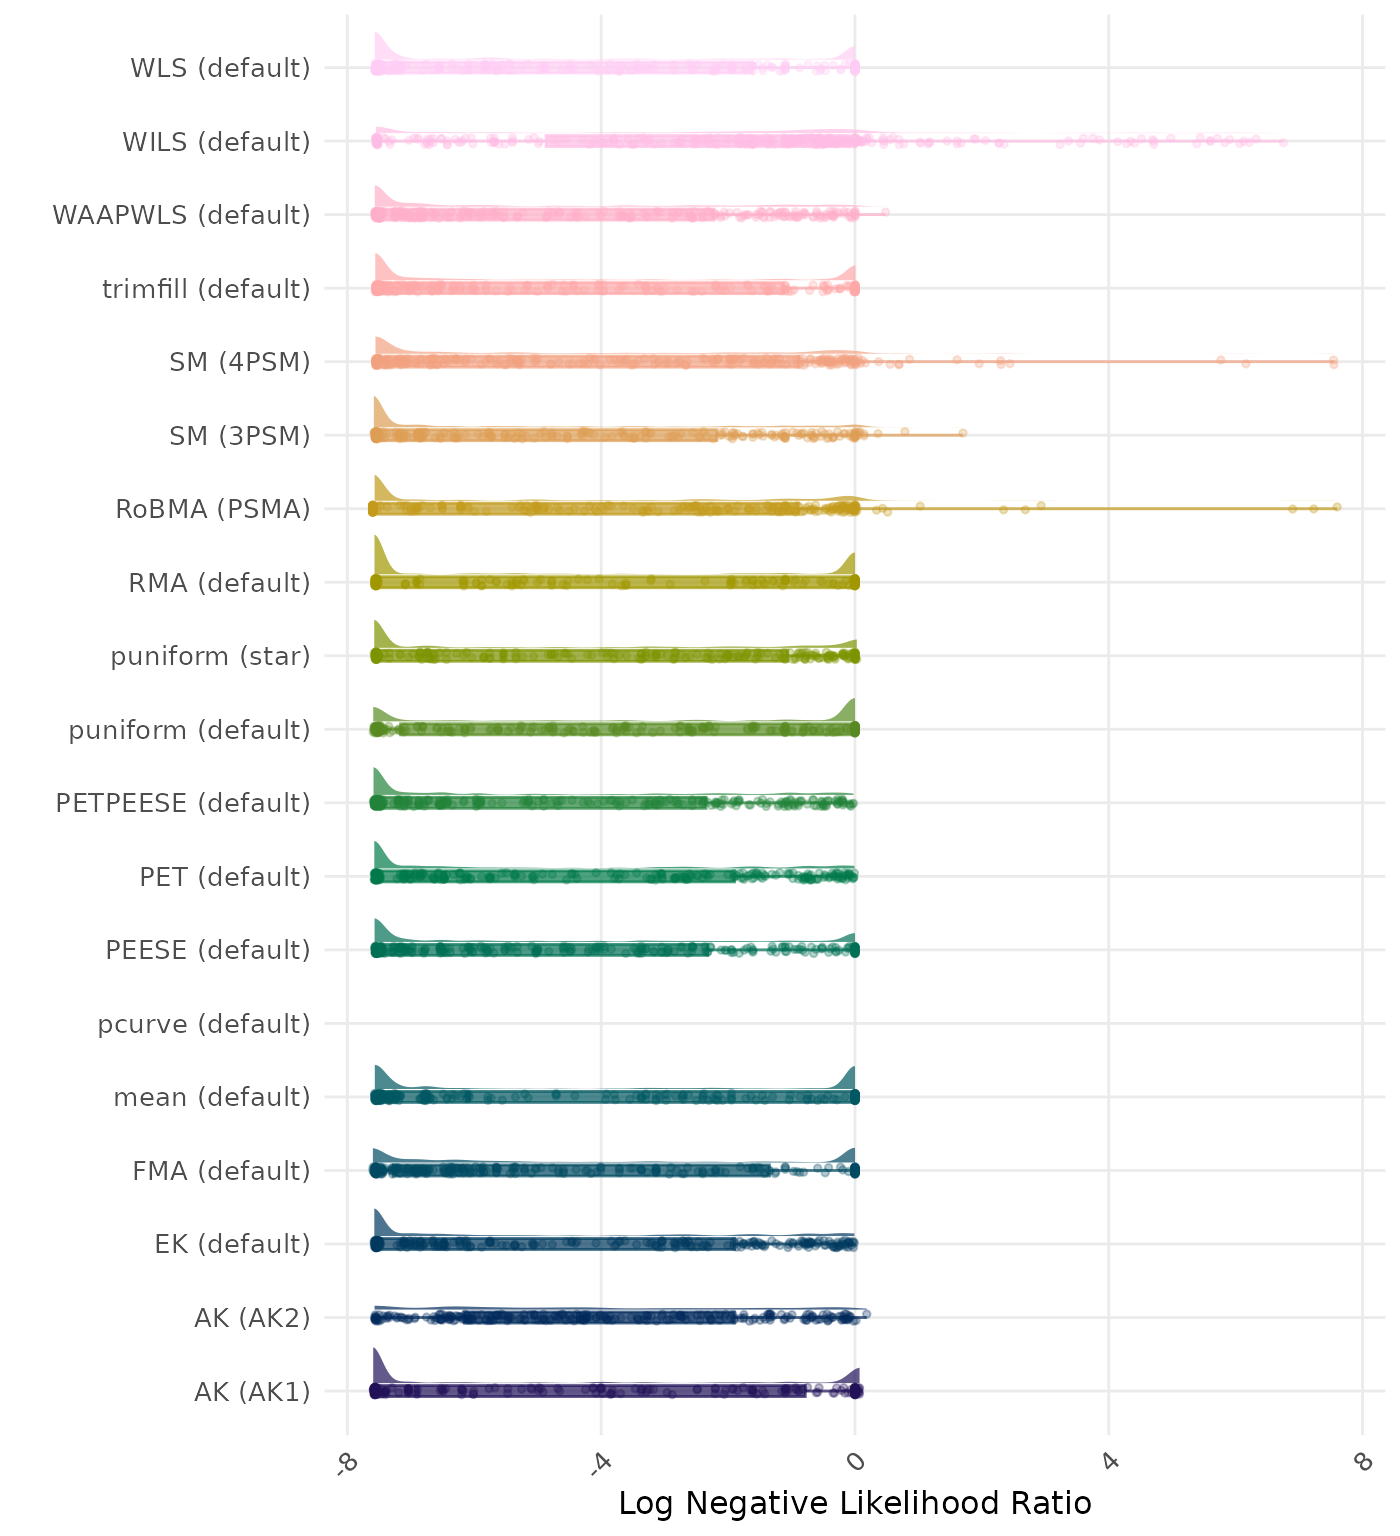 WLS (default)
WILS (default)
WAAPWLS (default)
trimfill (default)
SM (4PSM)
SM (3PSM)
RoBMA (PSMA)
RMA (default)
puniform (star)
puniform (default)
PETPEESE (default)
PET (default)
PEESE (default)
pcurve (default)
mean (default)
FMA (default)
EK (default)
AK (AK2)
AK (AK1)
-8 -4 0 4 8
Log Negative Likelihood Ratio